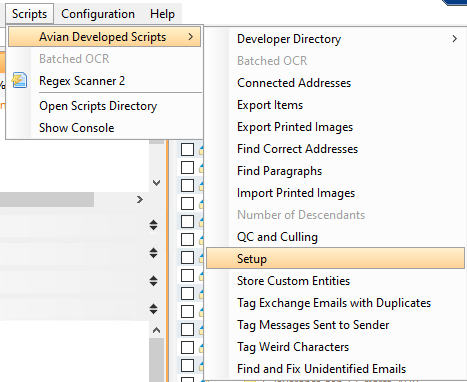 Scripts Configuration Help
Avian Developed Scripts
Batched OCR
Regex Scanner 2
Open Scripts Directory
Show Console
Developer Directory
Batched OCR
Connected Addresses
Export Items
Export Printed Images
Find Correct Addresses
Find Paragraphs
Import Printed Images
Number of Descendants
QC and Culling
Setup
Store Custom Entities
Tag Exchange Emails with Duplicates
Tag Messages Sent to Sender
Tag Weird Characters
Find and Fix Unidentified Emails